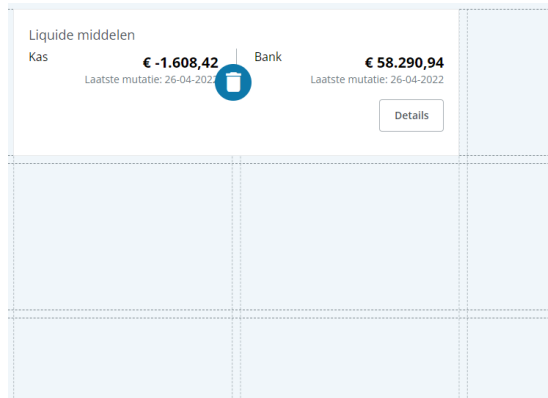 Liquide middelen
Kas
€ -1.608,42
Laatste mutatie: 26-04-2022
Bank
€ 58.290,94
Laatste mutatie: 26-04-2022
Details